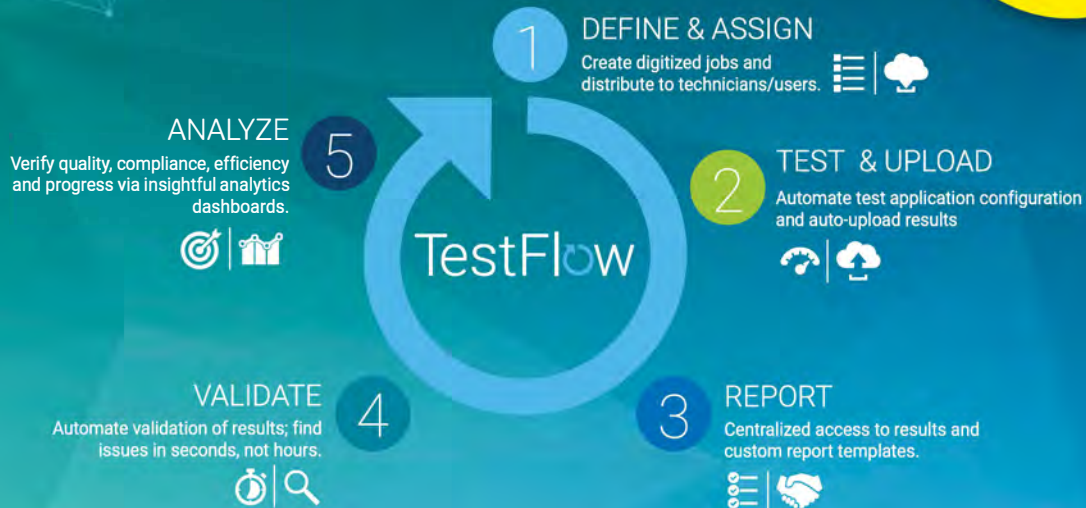 1
DEFINE & ASSIGN
Create digitized jobs and
distribute to technicians/users.
2
TEST & UPLOAD
Automate test application configuration
and auto-upload results
3
REPORT
Centralized access to results and
custom report templates.
4
VALIDATE
Automate validation of results; find
issues in seconds, not hours.
5
ANALYZE
Verify quality, compliance, efficiency
and progress via insightful analytics
dashboards.
TestFlow